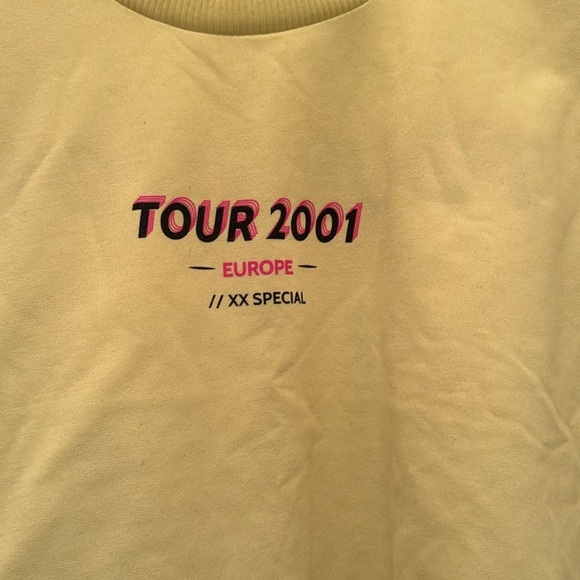 TOUR 2001
— EUROPE —
// XX SPECIAL